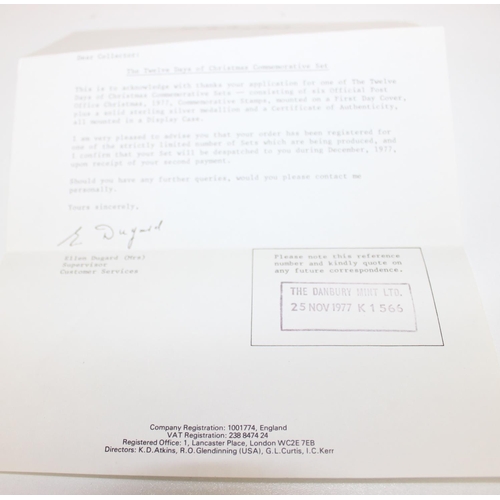 Dear Collector:
The Twelve Days of Christmas Commemorative Set
This is to acknowledge with thanks your application for one of The Twelve
Days of Christmas Commemorative Sets -- consisting of six Official Post
Office Christmas, 1977, Commemorative Stamps, mounted on a First Day Cover,
plus a solid sterling silver medallion and a Certificate of Authenticity,
all mounted in a Display Case.
I am very pleased to advise you that your order has been registered for
one of the strictly limited number of Sets which are being produced, and
I confirm that your Set will be despatched to you during December, 1977,
upon receipt of your second payment.
Should you have any further queries, would you please contact me
personally.
Yours sincerely,
E Dugard
Ellen Dugard (Mrs)
Supervisor
Customer Services
Please note this reference
number and kindly quote on
any future correspondence.
THE DANBURY MINT LTD.
25 NOV 1977 K 1566
Company Registration: 1001774, England
VAT Registration: 238 8474 24
Registered Office: 1, Lancaster Place, London WC2E 7EB
Directors: K.D.Atkins, R.O.Glendinning (USA), G.L.Curtis, I.C.Kerr